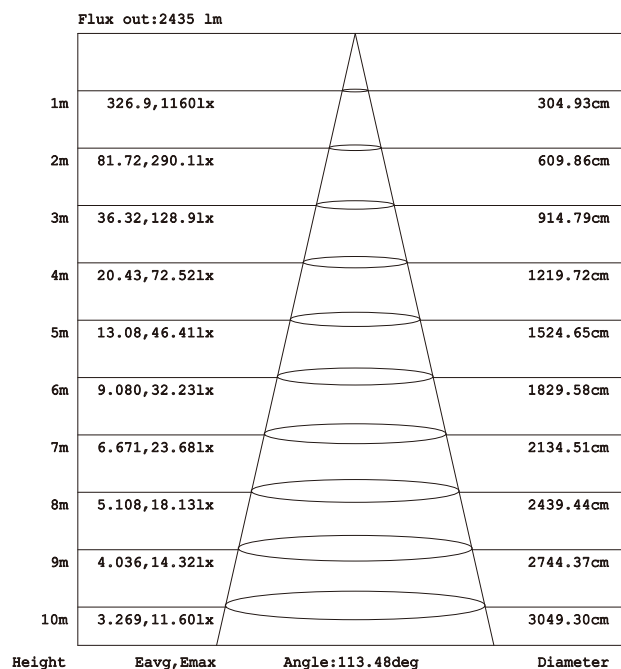 Flux out:2435 lm
1m 326.9,1160lx 304.93cm
2m 81.72,290.1lx 609.86cm
3m 36.32,128.9lx 914.79cm
4m 20.43,72.52lx 1219.72cm
5m 13.08,46.41lx 1524.65cm
6m 9.080,32.23lx 1829.58cm
7m 6.671,23.68lx 2134.51cm
8m 5.108,18.13lx 2439.44cm
9m 4.036,14.32lx 2744.37cm
10m 3.269,11.60lx 3049.30cm
Height Eavg,Emax Angle:113.48deg Diameter